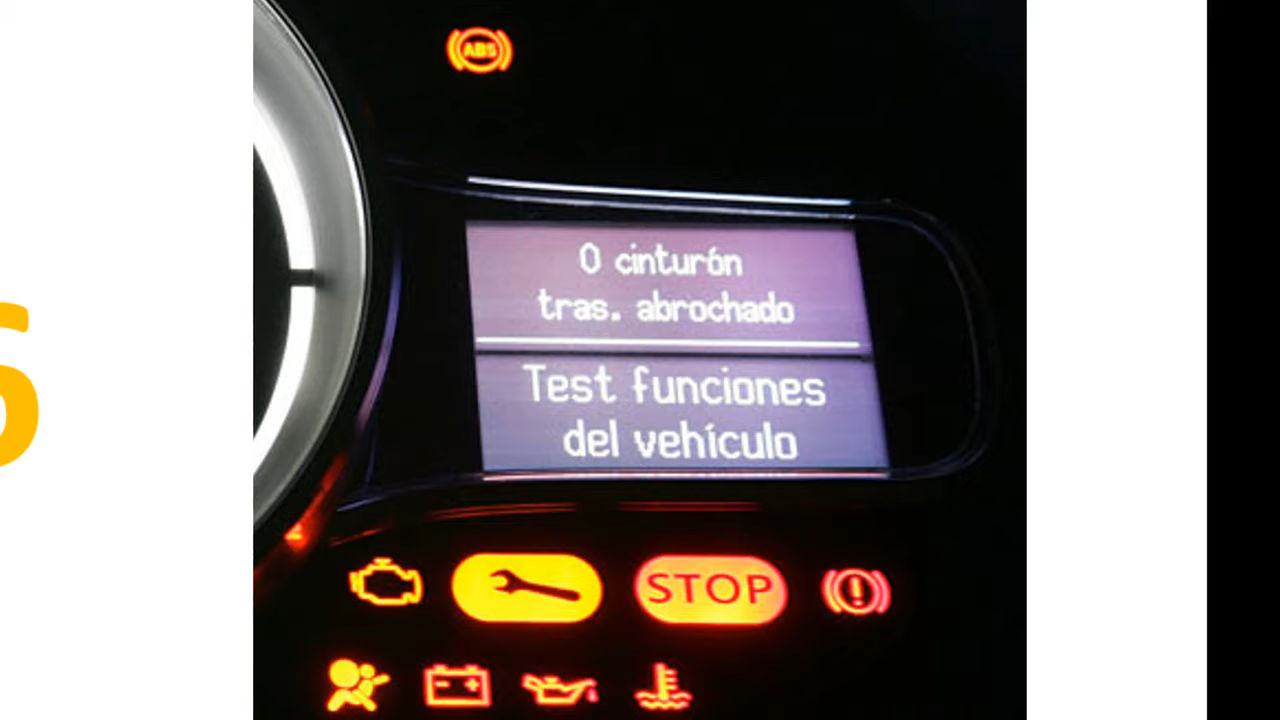 ABS
0 cinturón
tras. abrochado
Test funciones
del vehículo
STOP